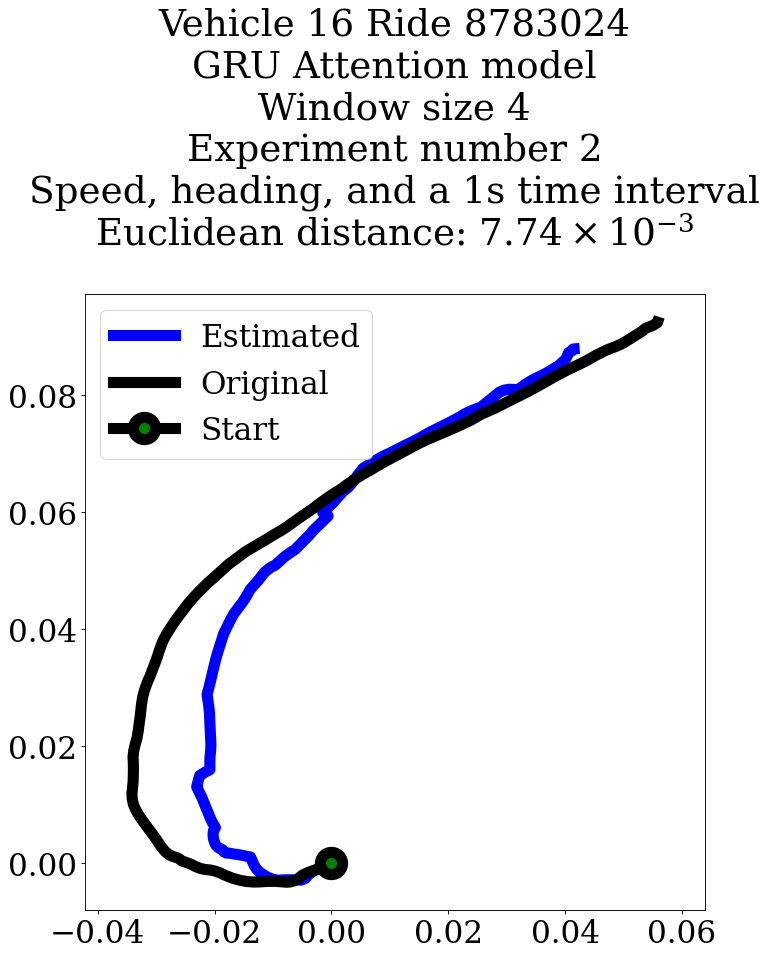 Vehicle 16 Ride 8783024
GRU Attention model
Window size 4
Experiment number 2
Speed, heading, and a 1s time interval
Euclidean distance: 7.74 × 10⁻³
Estimated
Original
Start
0.08
0.06
0.04
0.02
0.00
−0.04 −0.02 0.00 0.02 0.04 0.06